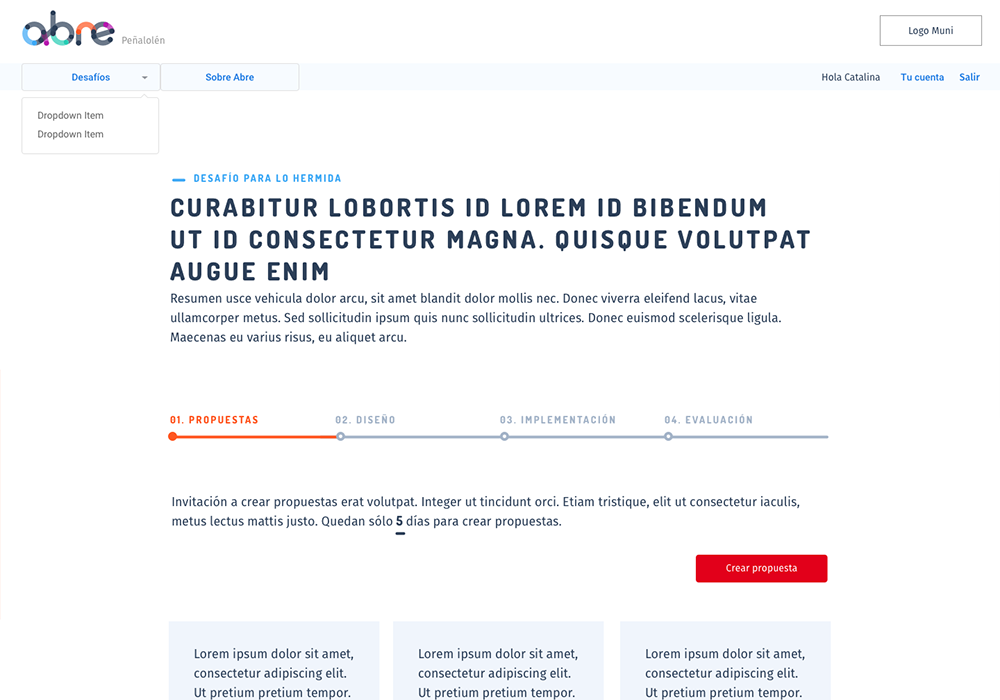 abre Peñalolén
Logo Muni
Desafíos
Sobre Abre
Hola Catalina
Tu cuenta
Salir
Dropdown Item
Dropdown Item
DESAFÍO PARA LO HERMIDA
CURABITUR LOBORTIS ID LOREM ID BIBENDUM
UT ID CONSECTETUR MAGNA. QUISQUE VOLUTPAT
AUGUE ENIM
Resumen usce vehicula dolor arcu, sit amet blandit dolor mollis nec. Donec viverra eleifend lacus, vitae
ullamcorper metus. Sed sollicitudin ipsum quis nunc sollicitudin ultrices. Donec euismod scelerisque ligula.
Maecenas eu varius risus, eu aliquet arcu.
01. PROPUESTAS
02. DISEÑO
03. IMPLEMENTACIÓN
04. EVALUACIÓN
Invitación a crear propuestas erat volutpat. Integer ut tincidunt orci. Etiam tristique, elit ut consectetur iaculis,
metus lectus mattis justo. Quedan sólo 5 días para crear propuestas.
Crear propuesta
Lorem ipsum dolor sit amet,
consectetur adipiscing elit.
Ut pretium pretium tempor.
Lorem ipsum dolor sit amet,
consectetur adipiscing elit.
Ut pretium pretium tempor.
Lorem ipsum dolor sit amet,
consectetur adipiscing elit.
Ut pretium pretium tempor.